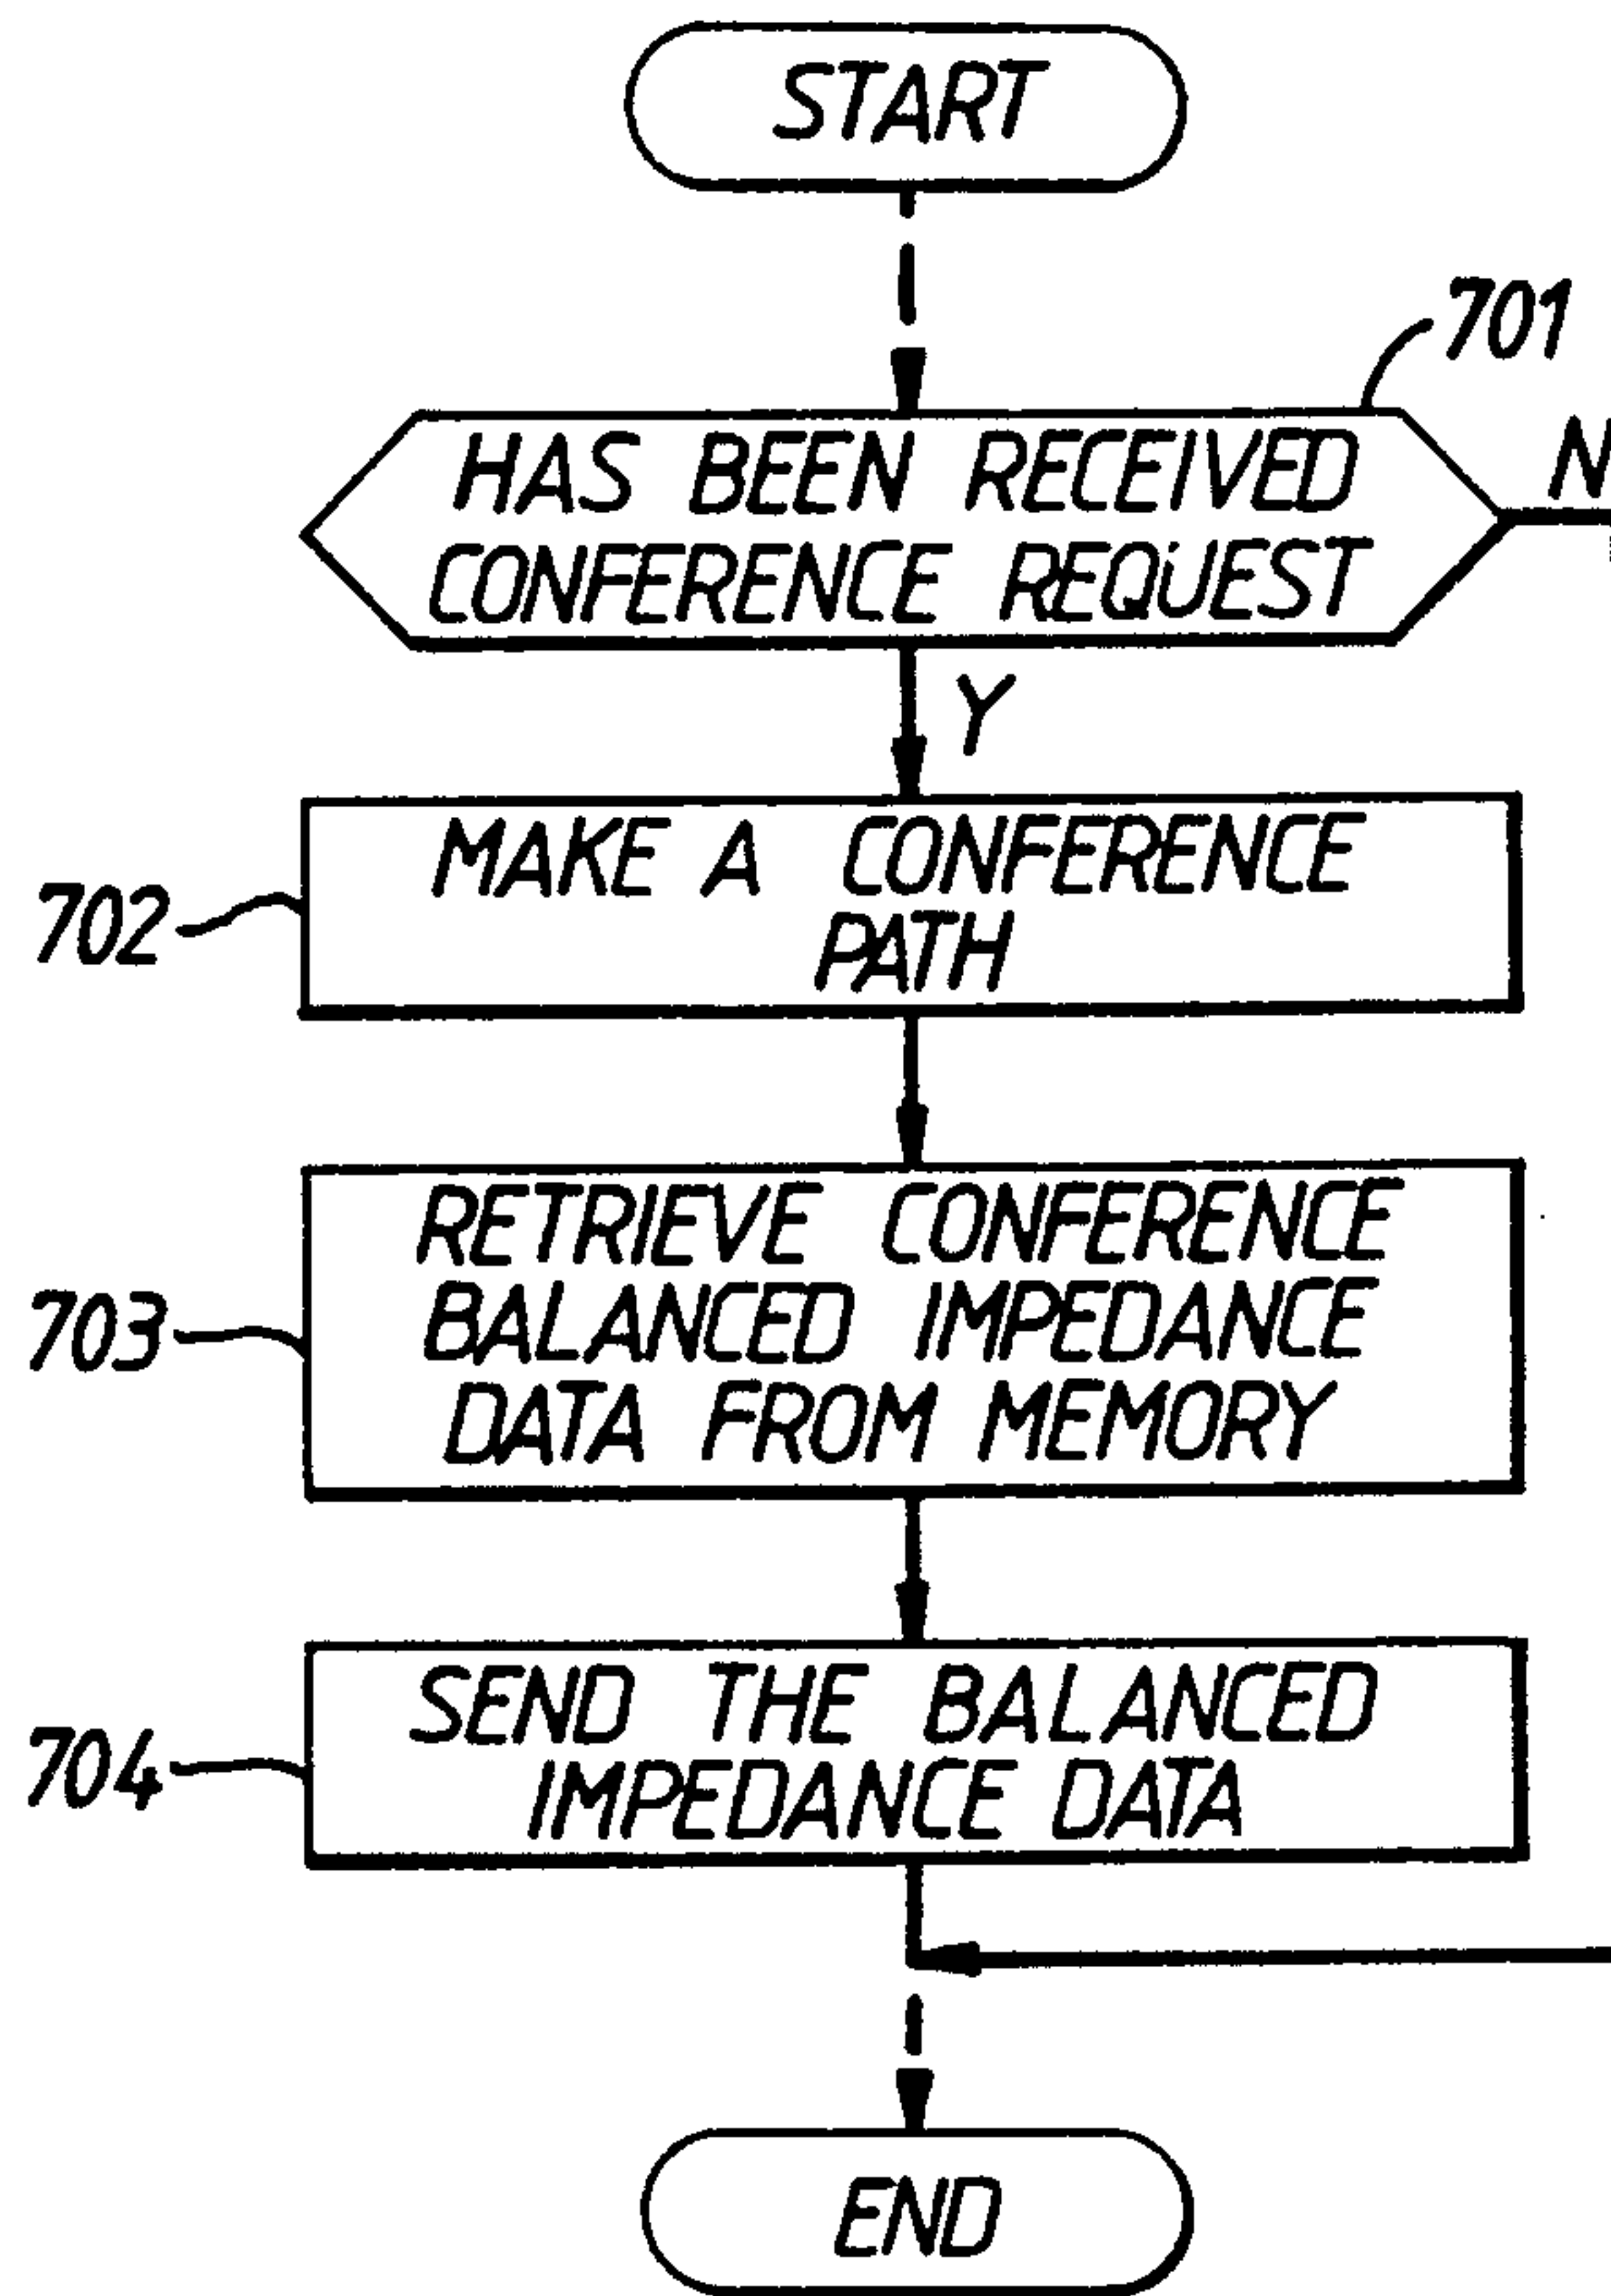 START
701
HAS BEEN RECEIVED
CONFERENCE REQUEST
N
Y
702
MAKE A CONFERENCE
PATH
703
RETRIEVE CONFERENCE
BALANCED IMPEDANCE
DATA FROM MEMORY
704
SEND THE BALANCED
IMPEDANCE DATA
END